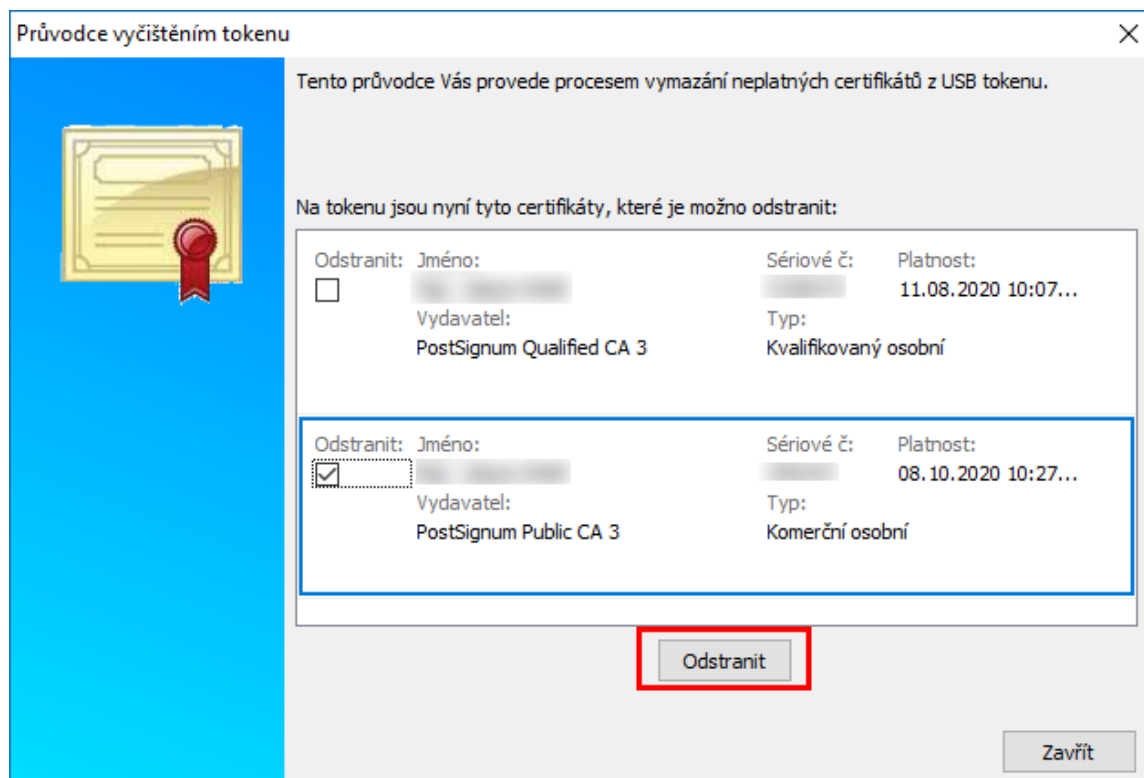 Průvodce vyčištěním tokenu
Tento průvodce Vás provede procesem vymazání neplatných certifikátů z USB tokenu.
Na tokenu jsou nyní tyto certifikáty, které je možno odstranit:
Odstranit: Jméno: Sériové č: Platnost:
11.08.2020 10:07...
Vydavatel: Typ:
PostSignum Qualified CA 3 Kvalifikovaný osobní
Odstranit: Jméno: Sériové č: Platnost:
08.10.2020 10:27...
Vydavatel: Typ:
PostSignum Public CA 3 Komerční osobní
Odstranit
Zavřít